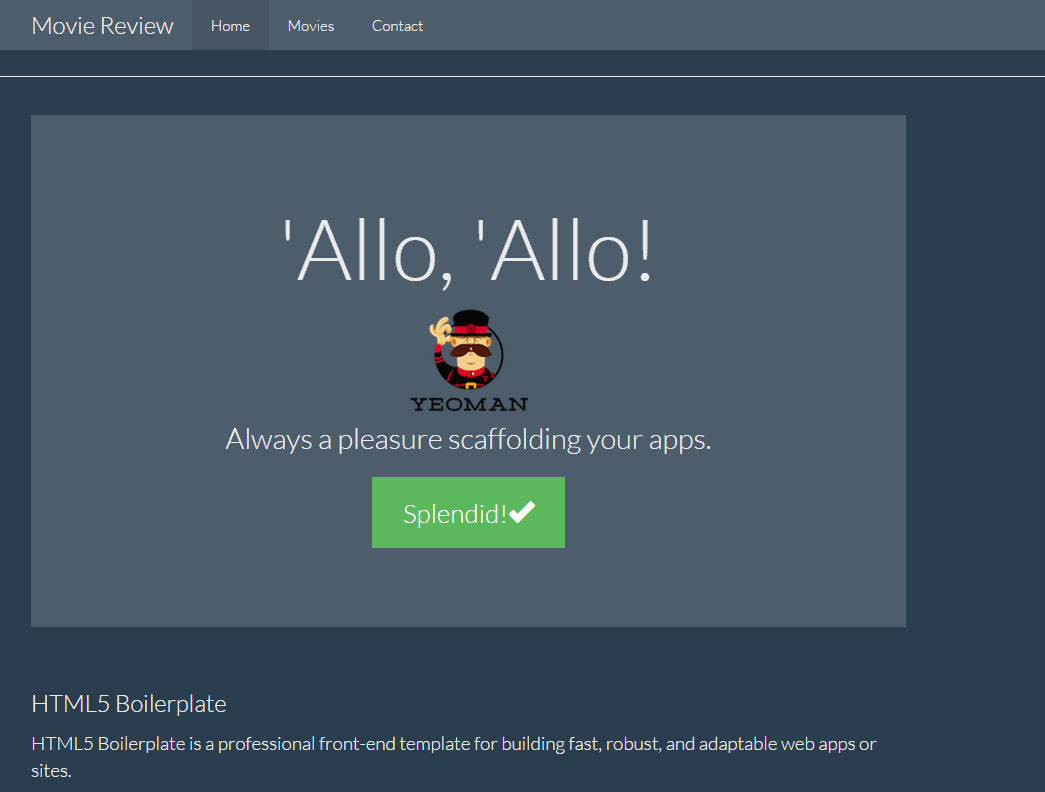 Movie Review Home Movies Contact
'Allo, 'Allo!
YEOMAN
Always a pleasure scaffolding your apps.
Splendid!
HTML5 Boilerplate
HTML5 Boilerplate is a professional front-end template for building fast, robust, and adaptable web apps or
sites.